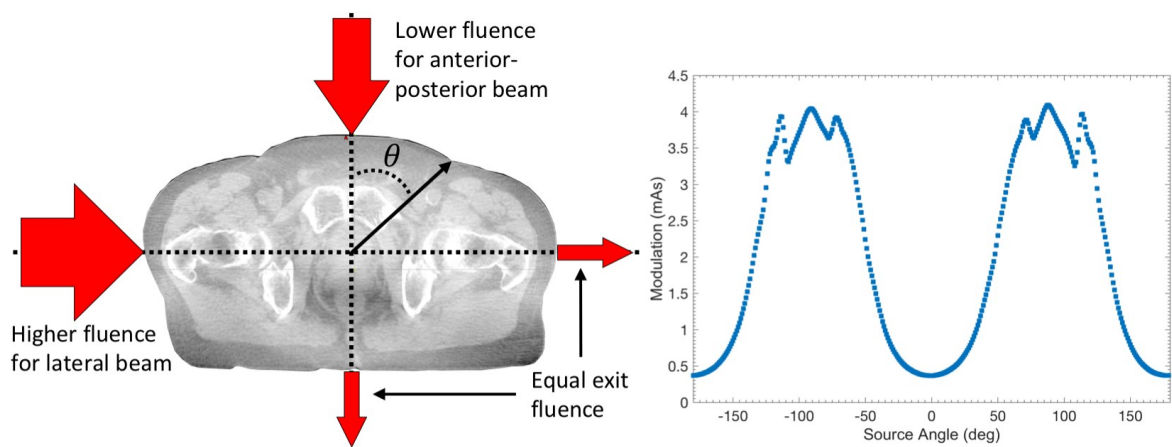 Lower fluence
for anterior-
posterior beam
θ
Higher fluence
for lateral beam
Equal exit
fluence
4.5
4
3.5
3
2.5
2
1.5
1
0.5
0
Modulation (mAs)
-150
-100
-50
0
50
100
150
Source Angle (deg)